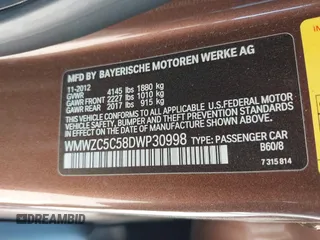 MFD BY BAYERISCHE MOTOREN WERKE AG
11-2012
GVWR 4145 lbs 1880 kg
GAWR FRONT 2227 lbs 1010 kg
GAWR REAR 2017 lbs 915 kg
THIS VEHICLE CONFORMS TO ALL APPLICABLE
U.S. FEDERAL MOTOR VEHICLE SAFETY,
BUMPER AND THEFT PREVENTION STANDARDS
IN EFFECT ON THE DATE OF MANUFACTURE
SHOWN ABOVE.
WMWZC5C58DWP30998 TYPE: PASSENGER CAR
B60/8
7 315 814
DREAMBID